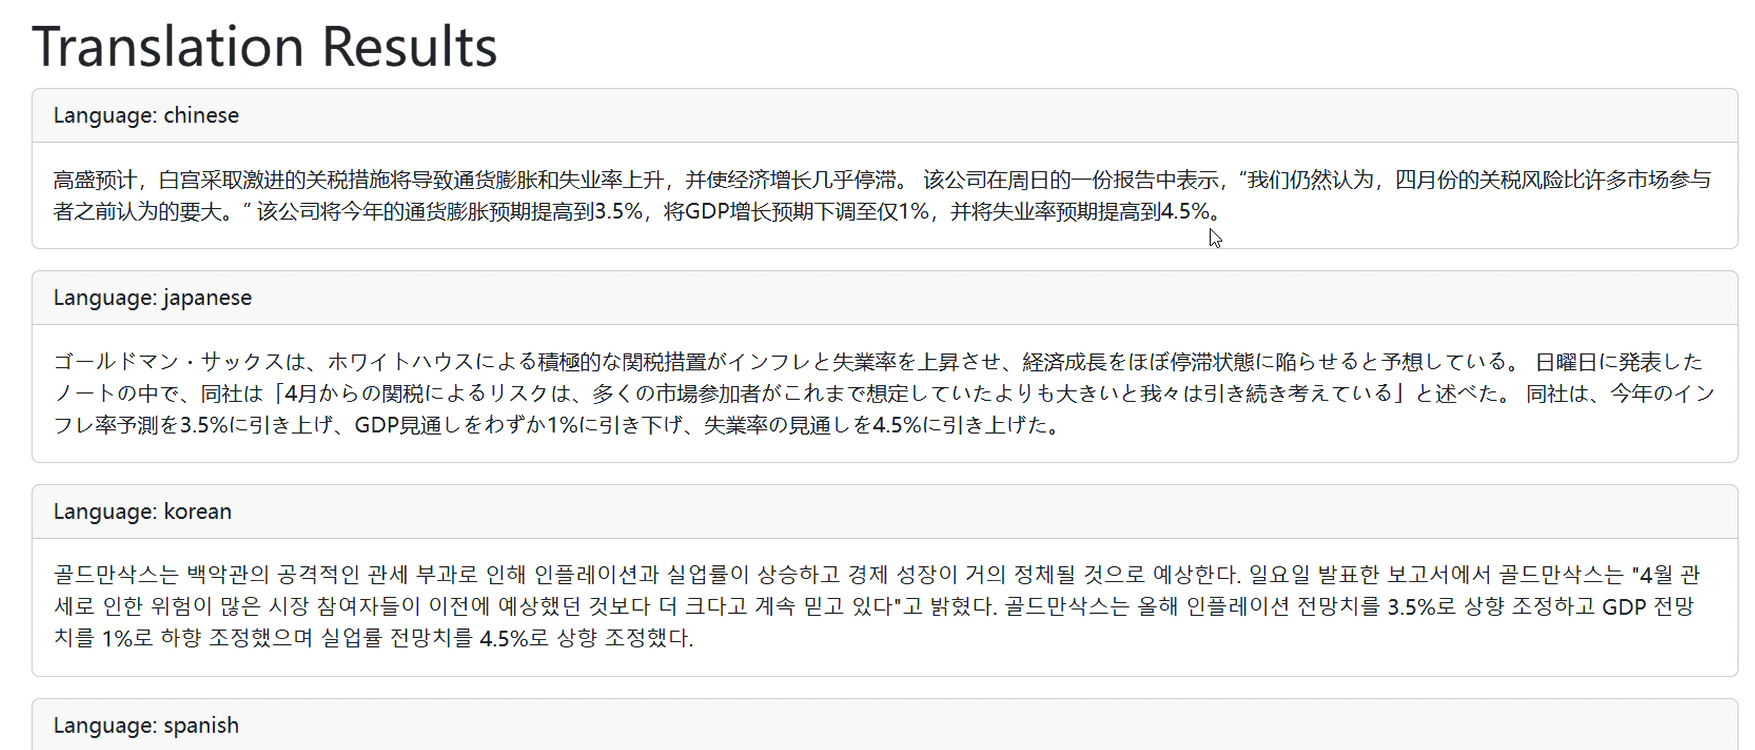 Translation Results
Language: chinese
高盛预计，白宫采取激进的关税措施将导致通货膨胀和失业率上升，并使经济增长几乎停滞。 该公司在周日的一份报告中表示，“我们仍然认为，四月份的关税风险比许多市场参与
者之前认为的要大。” 该公司将今年的通货膨胀预期提高到3.5%，将GDP增长预期下调至仅1%，并将失业率预期提高到4.5%。
Language: japanese
ゴールドマン・サックスは、ホワイトハウスによる積極的な関税措置がインフレと失業率を上昇させ、経済成長をほぼ停滞状態に陥らせると予想している。 日曜日に発表した
ノートの中で、同社は「4月からの関税によるリスクは、多くの市場参加者がこれまで想定していたよりも大きいと我々は引き続き考えている」と述べた。 同社は、今年のイン
フレ率予測を3.5%に引き上げ、GDP見通しをわずか1%に引き下げ、失業率の見通しを4.5%に引き上げた。
Language: korean
골드만삭스는 백악관의 공격적인 관세 부과로 인해 인플레이션과 실업률이 상승하고 경제 성장이 거의 정체될 것으로 예상한다. 일요일 발표한 보고서에서 골드만삭스는 "4월 관
세로 인한 위험이 많은 시장 참여자들이 이전에 예상했던 것보다 더 크다고 계속 믿고 있다"고 밝혔다. 골드만삭스는 올해 인플레이션 전망치를 3.5%로 상향 조정하고 GDP 전망
치를 1%로 하향 조정했으며 실업률 전망치를 4.5%로 상향 조정했다.
Language: spanish